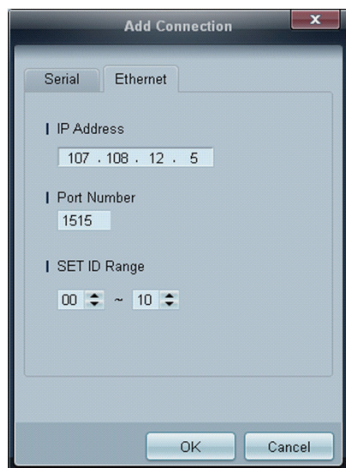 Add Connection
Serial Ethernet
IP Address
107 . 108 . 12 . 5
Port Number
1515
SET ID Range
00 ~ 10
OK Cancel